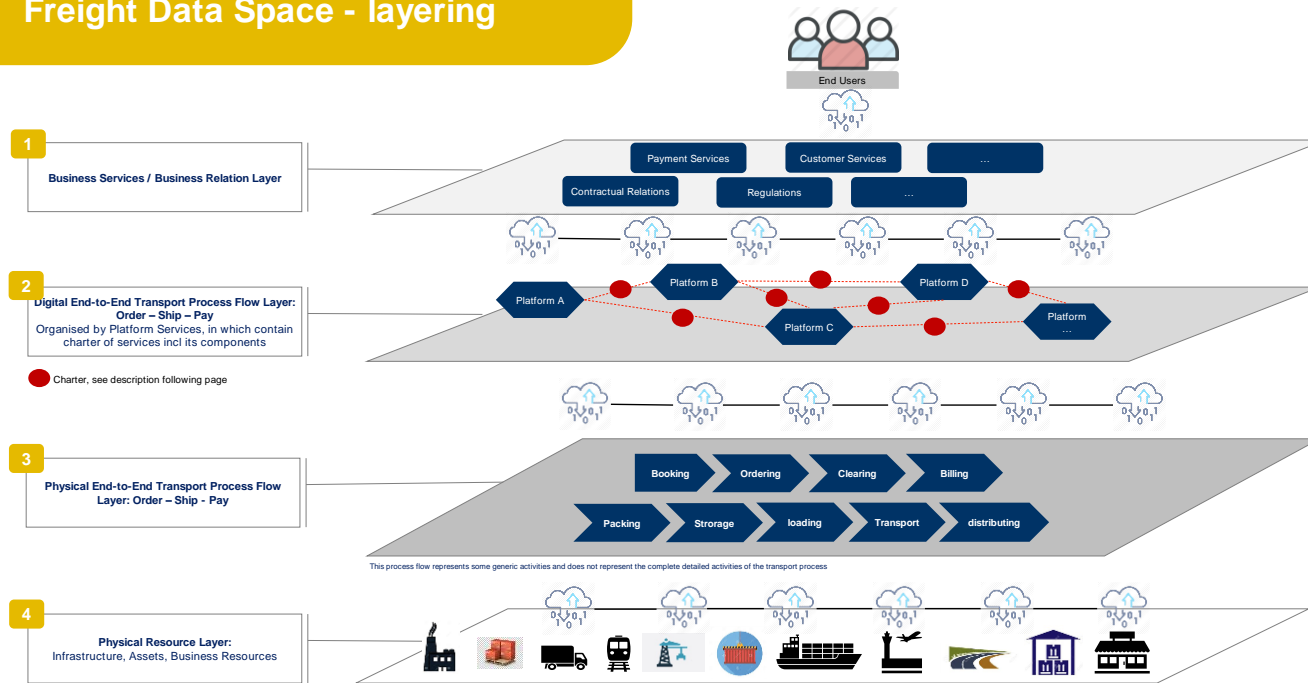 Freight Data Space - layering
End Users
1
Business Services / Business Relation Layer
Payment Services
Customer Services
...
Contractual Relations
Regulations
...
2
Digital End-to-End Transport Process Flow Layer:
Order – Ship – Pay
Organised by Platform Services, in which contain
charter of services incl its components
Platform A
Platform B
Platform C
Platform D
Platform
...
Charter, see description following page
3
Physical End-to-End Transport Process Flow
Layer: Order – Ship - Pay
Booking
Ordering
Clearing
Billing
Packing
Strorage
loading
Transport
distributing
This process flow represents some generic activities and does not represent the complete detailed activities of the transport process
4
Physical Resource Layer:
Infrastructure, Assets, Business Resources